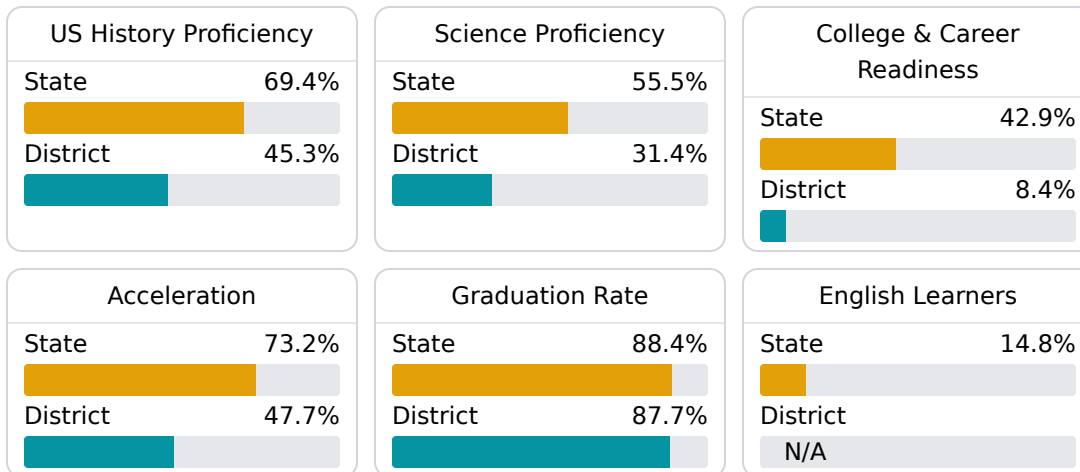 US History Proficiency
State 69.4%
District 45.3%
Science Proficiency
State 55.5%
District 31.4%
College & Career
Readiness
State 42.9%
District 8.4%
Acceleration
State 73.2%
District 47.7%
Graduation Rate
State 88.4%
District 87.7%
English Learners
State 14.8%
District
N/A